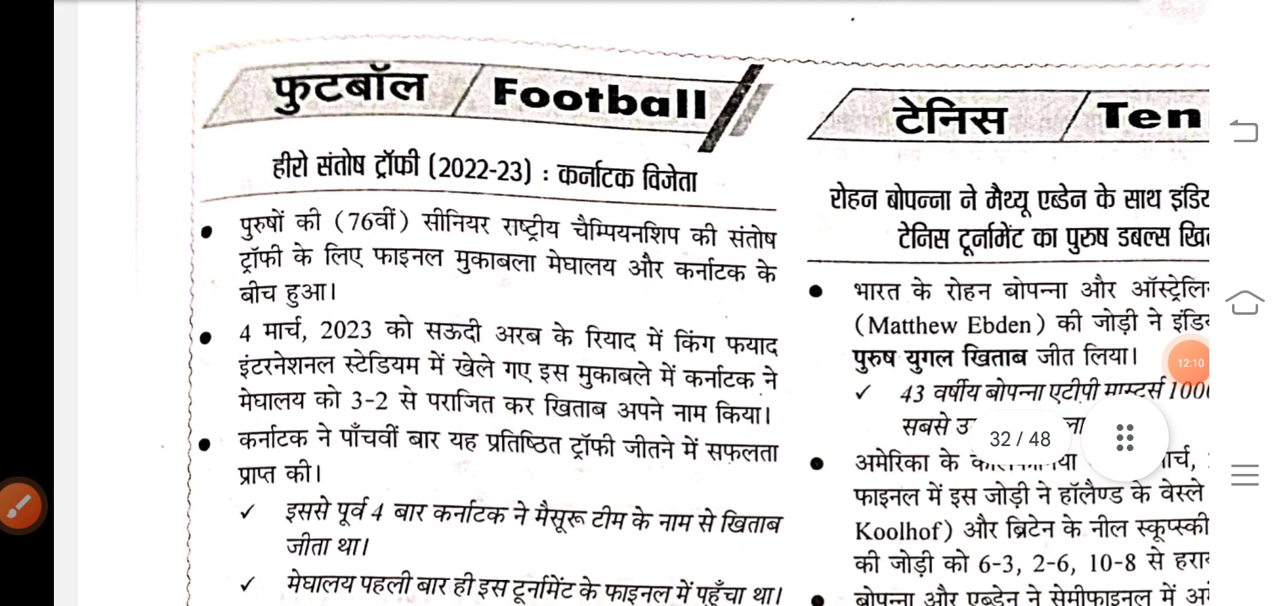 फुटबॉल / Football
हीरो संतोष ट्रॉफी (2022-23) : कर्नाटक विजेता
• पुरुषों की (76वीं) सीनियर राष्ट्रीय चैम्पियनशिप की संतोष
ट्रॉफी के लिए फाइनल मुकाबला मेघालय और कर्नाटक के
बीच हुआ।
• 4 मार्च, 2023 को सऊदी अरब के रियाद में किंग फयाद
इंटरनेशनल स्टेडियम में खेले गए इस मुकाबले में कर्नाटक ने
मेघालय को 3-2 से पराजित कर खिताब अपने नाम किया।
• कर्नाटक ने पाँचवी बार यह प्रतिष्ठित ट्रॉफी जीतने में सफलता
प्राप्त की।
✓ इससे पूर्व 4 बार कर्नाटक ने मैसूरू टीम के नाम से खिताब
जीता था।
✓ मेघालय पहली बार ही इस टूर्नामेंट के फाइनल में पहुँचा था।
टेनिस / Ten
रोहन बोपन्ना ने मैथ्यू एब्डेन के साथ
टेनिस टूर्नामेंट का पुरुष डबल्स
• भारत के रोहन बोपन्ना और
(Matthew Ebden) की जोड़ी ने
पुरुष युगल खिताब जीत लिया।
✓ 43 वर्षीय बोपन्ना एटीपी मास्टर्स
सबसे
• अमेरिका के
फाइनल में इस जोड़ी ने हॉलैण्ड के वेस्ले
Koolhof) और ब्रिटेन के नील स्कूप्स्की
की जोड़ी को 6-3, 2-6, 10-8 से
• बोपन्ना और एब्डेन ने सेमीफाइनल में
12:10
32 / 48